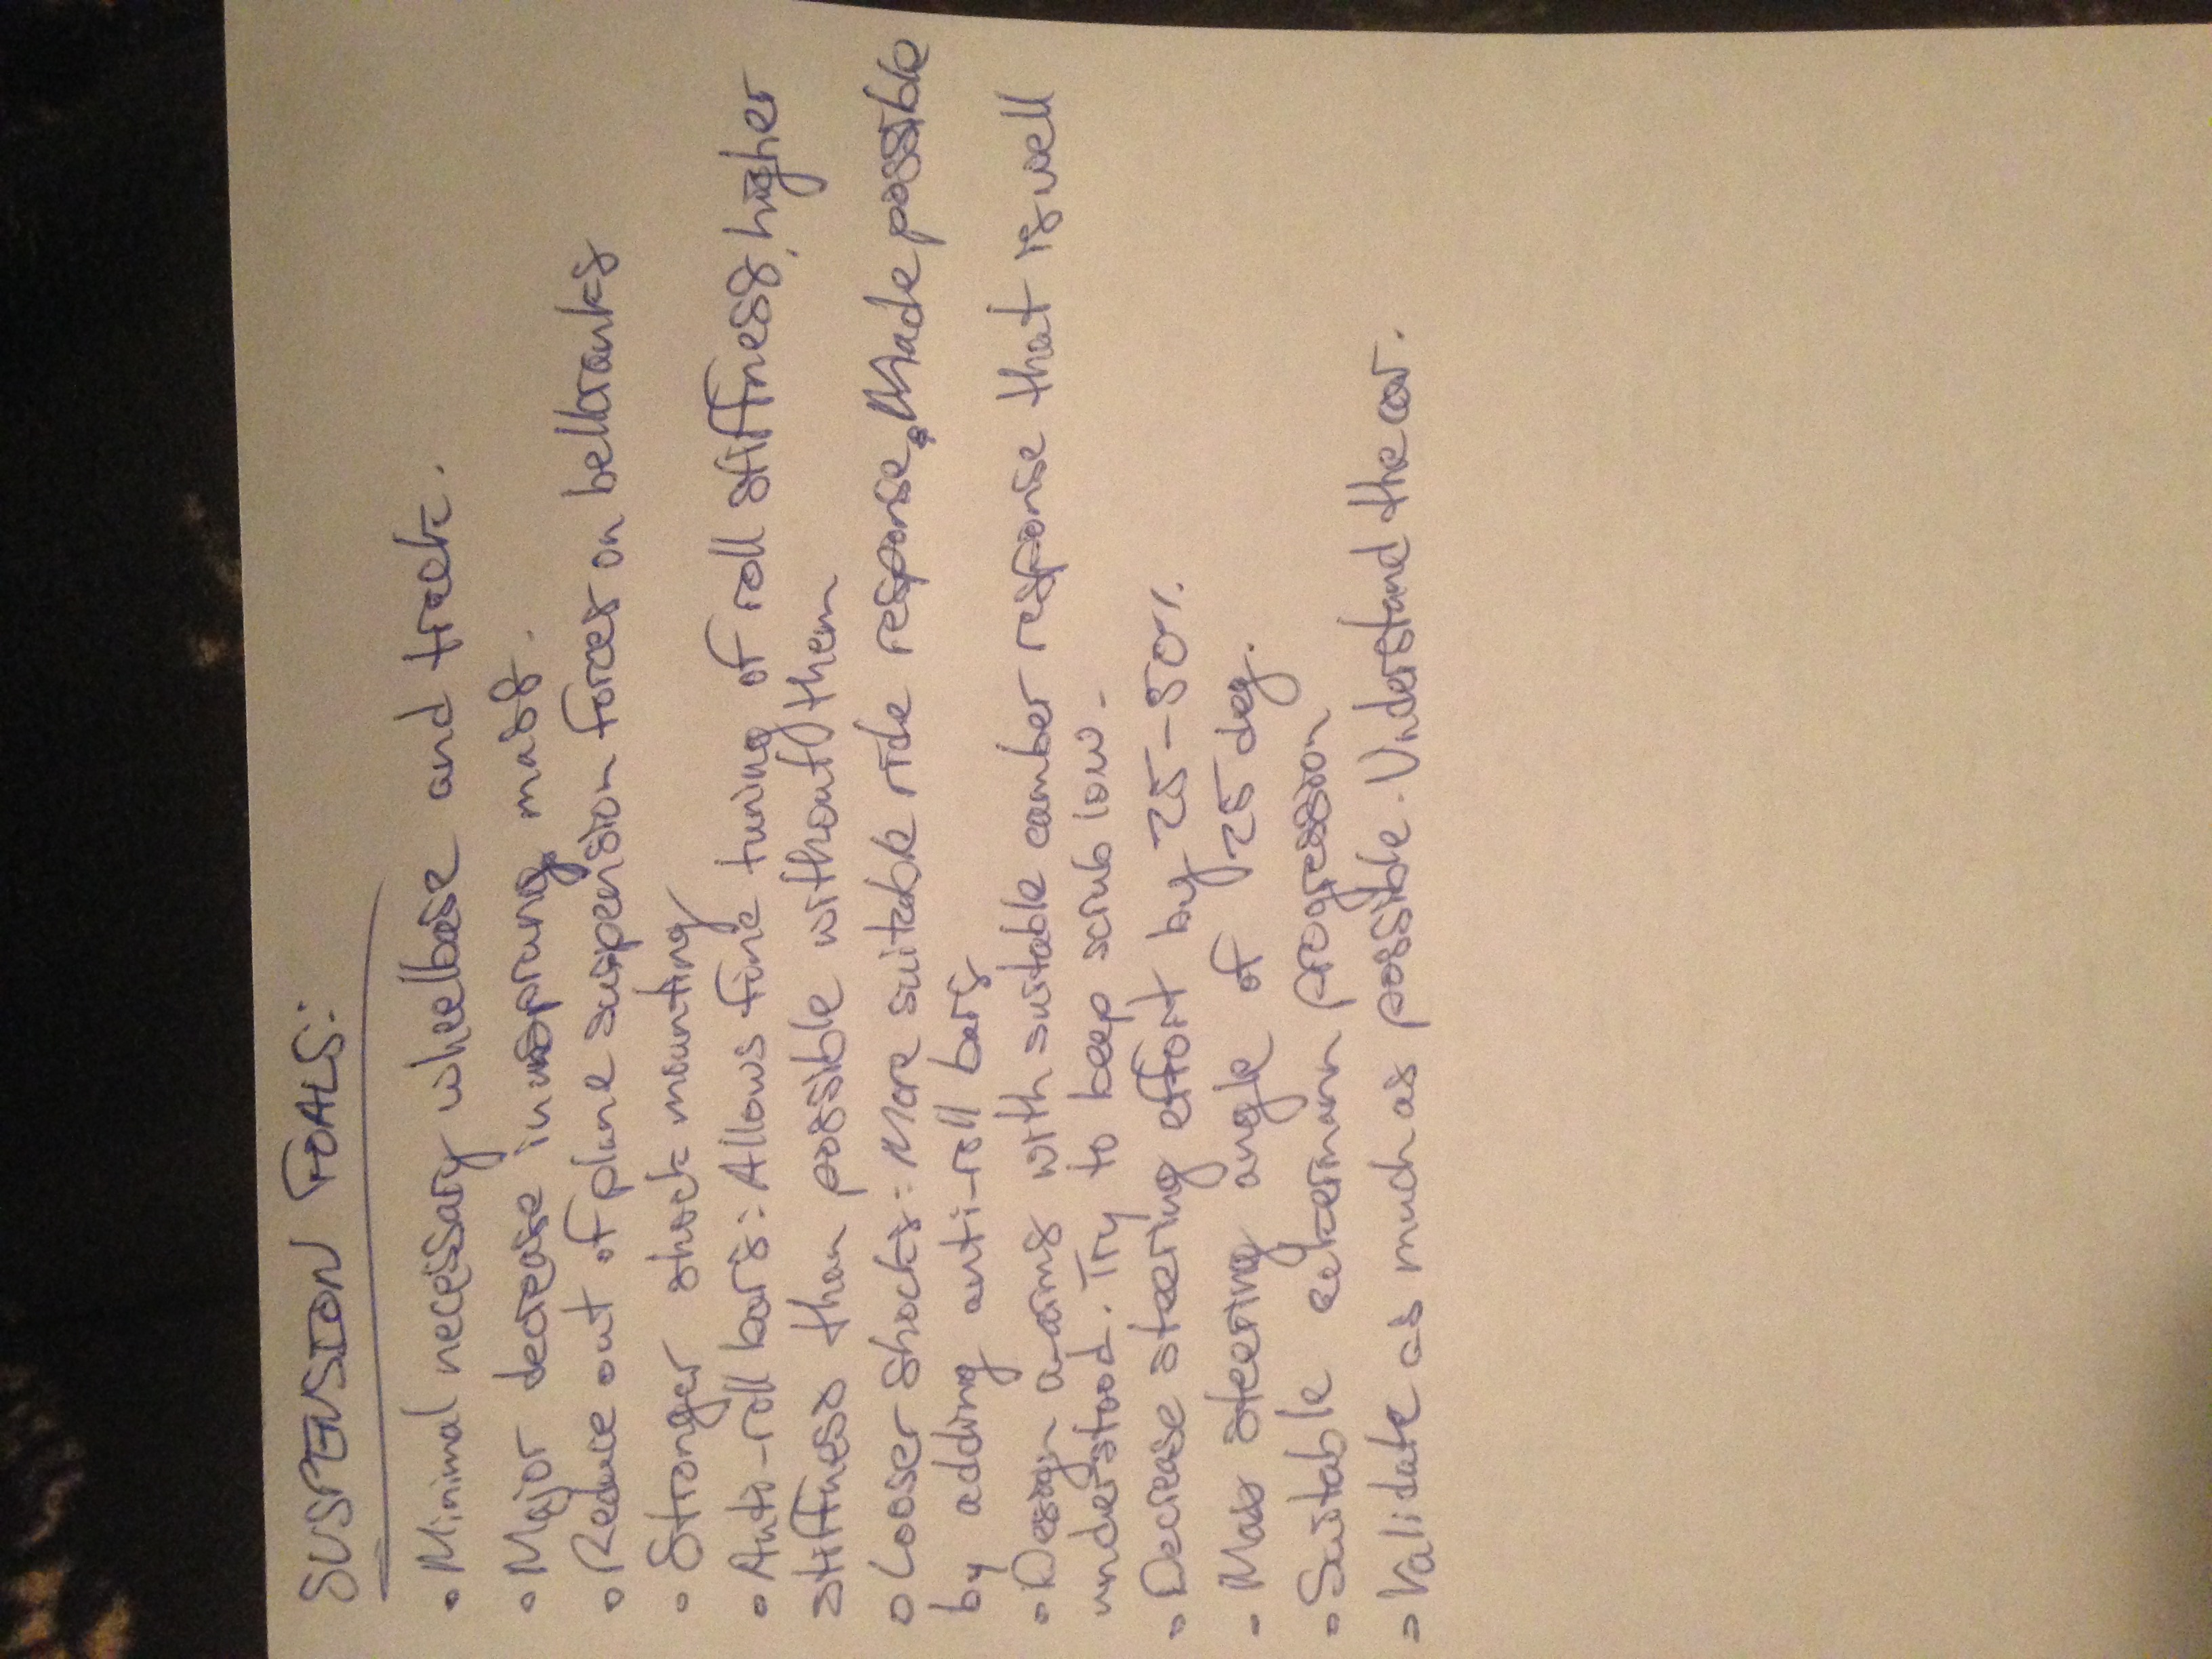 SUSPENSION GOALS:
• Minimal necessary wheelbase and track.
• Major decrease in unsprung mass.
• Reduce out of plane suspension forces on bellcranks
• Stronger shock mounting
• Anti-roll bars: Allows fine tuning of roll stiffness, higher
stiffness than possible without them
• Looser shocks: More suitable ride response. Made possible
by adding anti-roll bars
• Design a-arms with suitable camber response that is well
understood. Try to keep scrub low.
• Decrease steering effort by 25-50%
- Max steering angle of 25 deg.
• Suitable ackermann progression
• Validate as much as possible. Understand the car.